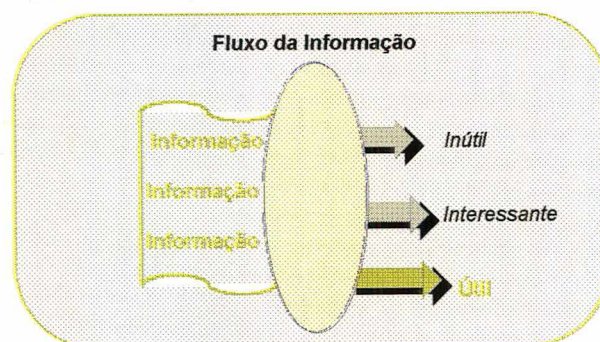 Fluxo da Informação
Informação
Inútil
Informação
Interessante
Informação
Útil